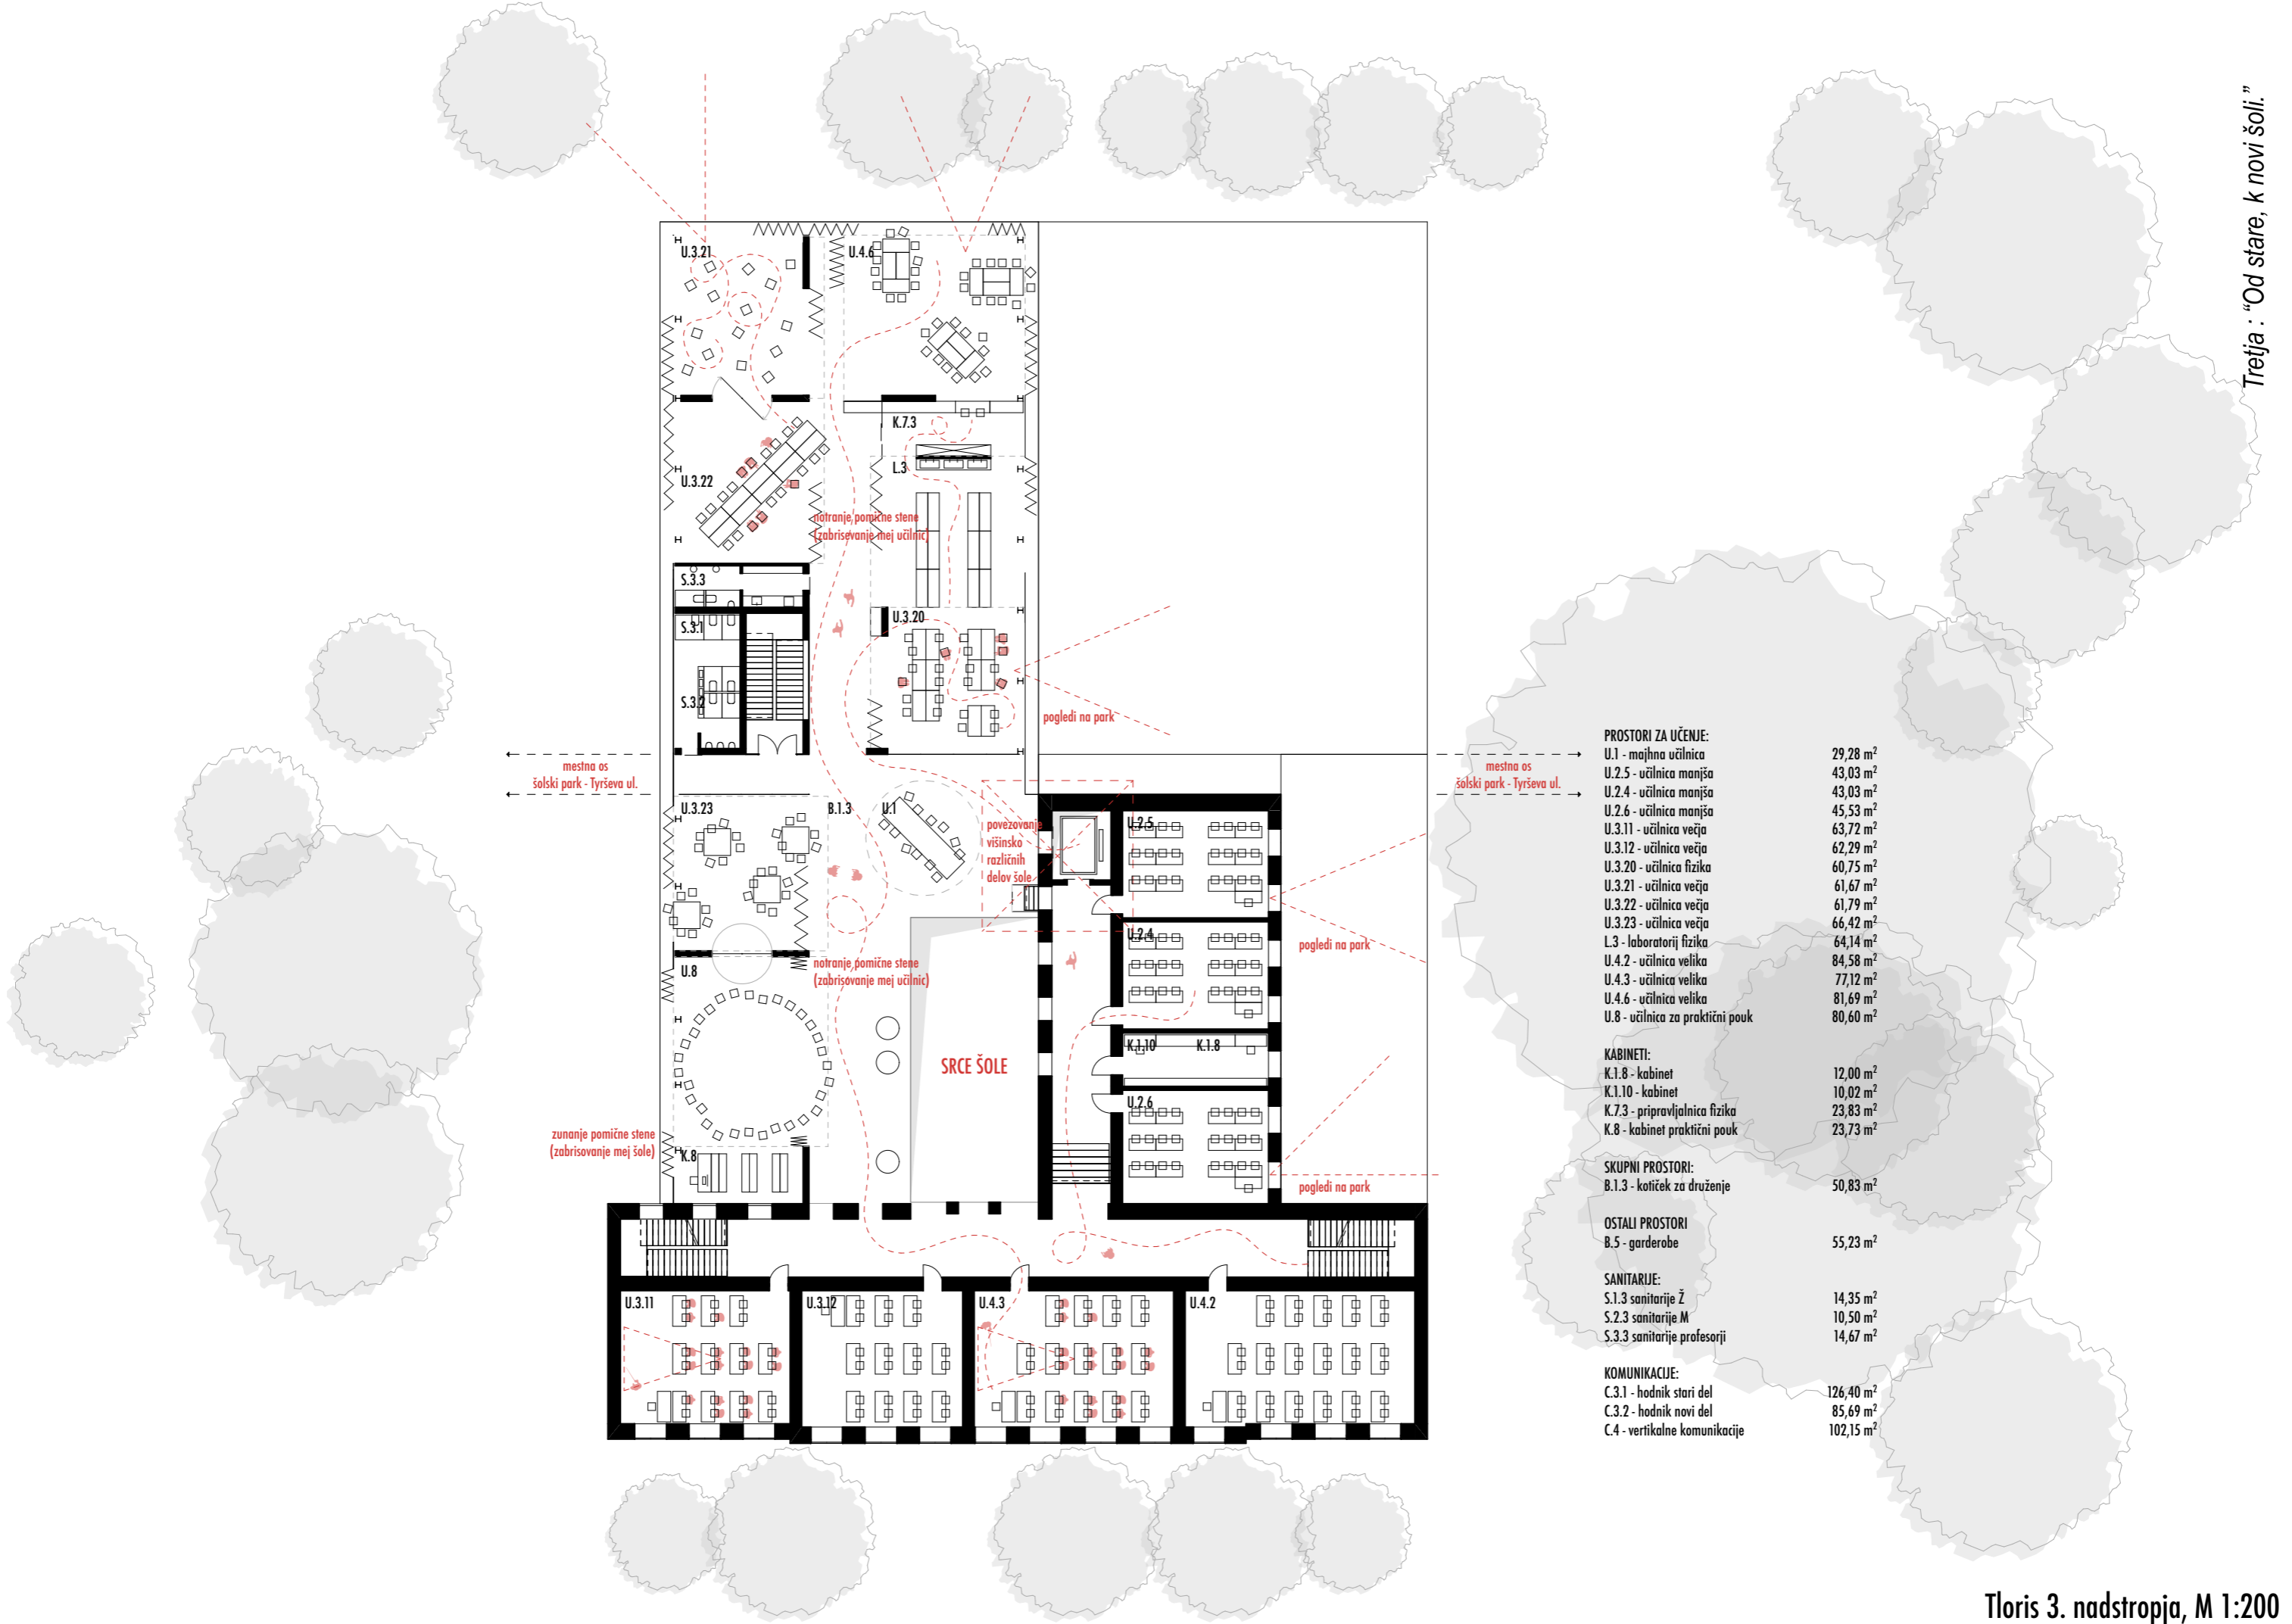 Tretja : “Od stare, k novi šoli.”
U.3.21
U.4.6
K.7.3
L.3
U.3.22
notranje pomične stene
(zabrisevanje mej učilnic)
S.3.3
S.3.1
U.3.20
S.3.2
pogledi na park
mestna os
šolski park - Tyrševa ul.
mestna os
šolski park - Tyrševa ul.
U.3.23
B.1.3
U.1
povezovanje
višinsko
različnih
delov šole
U.2.5
U.2.4
pogledi na park
notranje pomične stene
(zabrisovanje mej učilnic)
U.8
SRCE ŠOLE
K.1.10
K.1.8
U.2.6
zunanje pomične stene
(zabrisovanje mej šole)
K.8
pogledi na park
U.3.11
U.3.12
U.4.3
U.4.2
PROSTORI ZA UČENJE:
U.1 - majhna učilnica 29,28 m²
U.2.5 - učilnica manjša 43,03 m²
U.2.4 - učilnica manjša 43,03 m²
U.2.6 - učilnica manjša 45,53 m²
U.3.11 - učilnica večja 63,72 m²
U.3.12 - učilnica večja 62,29 m²
U.3.20 - učilnica fizika 60,75 m²
U.3.21 - učilnica večja 61,67 m²
U.3.22 - učilnica večja 61,79 m²
U.3.23 - učilnica večja 66,42 m²
L.3 - laboratorij fizika 64,14 m²
U.4.2 - učilnica velika 84,58 m²
U.4.3 - učilnica velika 77,12 m²
U.4.6 - učilnica velika 81,69 m²
U.8 - učilnica za praktični pouk 80,60 m²
KABINETI:
K.1.8 - kabinet 12,00 m²
K.1.10 - kabinet 10,02 m²
K.7.3 - pripravljalnica fizika 23,83 m²
K.8 - kabinet praktični pouk 23,73 m²
SKUPNI PROSTORI:
B.1.3 - kotiček za druženje 50,83 m²
OSTALI PROSTORI
B.5 - garderobe 55,23 m²
SANITARIJE:
S.1.3 sanitarije Ž 14,35 m²
S.2.3 sanitarije M 10,50 m²
S.3.3 sanitarije profesorji 14,67 m²
KOMUNIKACIJE:
C.3.1 - hodnik stari del 126,40 m²
C.3.2 - hodnik novi del 85,69 m²
C.4 - vertikalne komunikacije 102,15 m²
Tloris 3. nadstropja, M 1:200